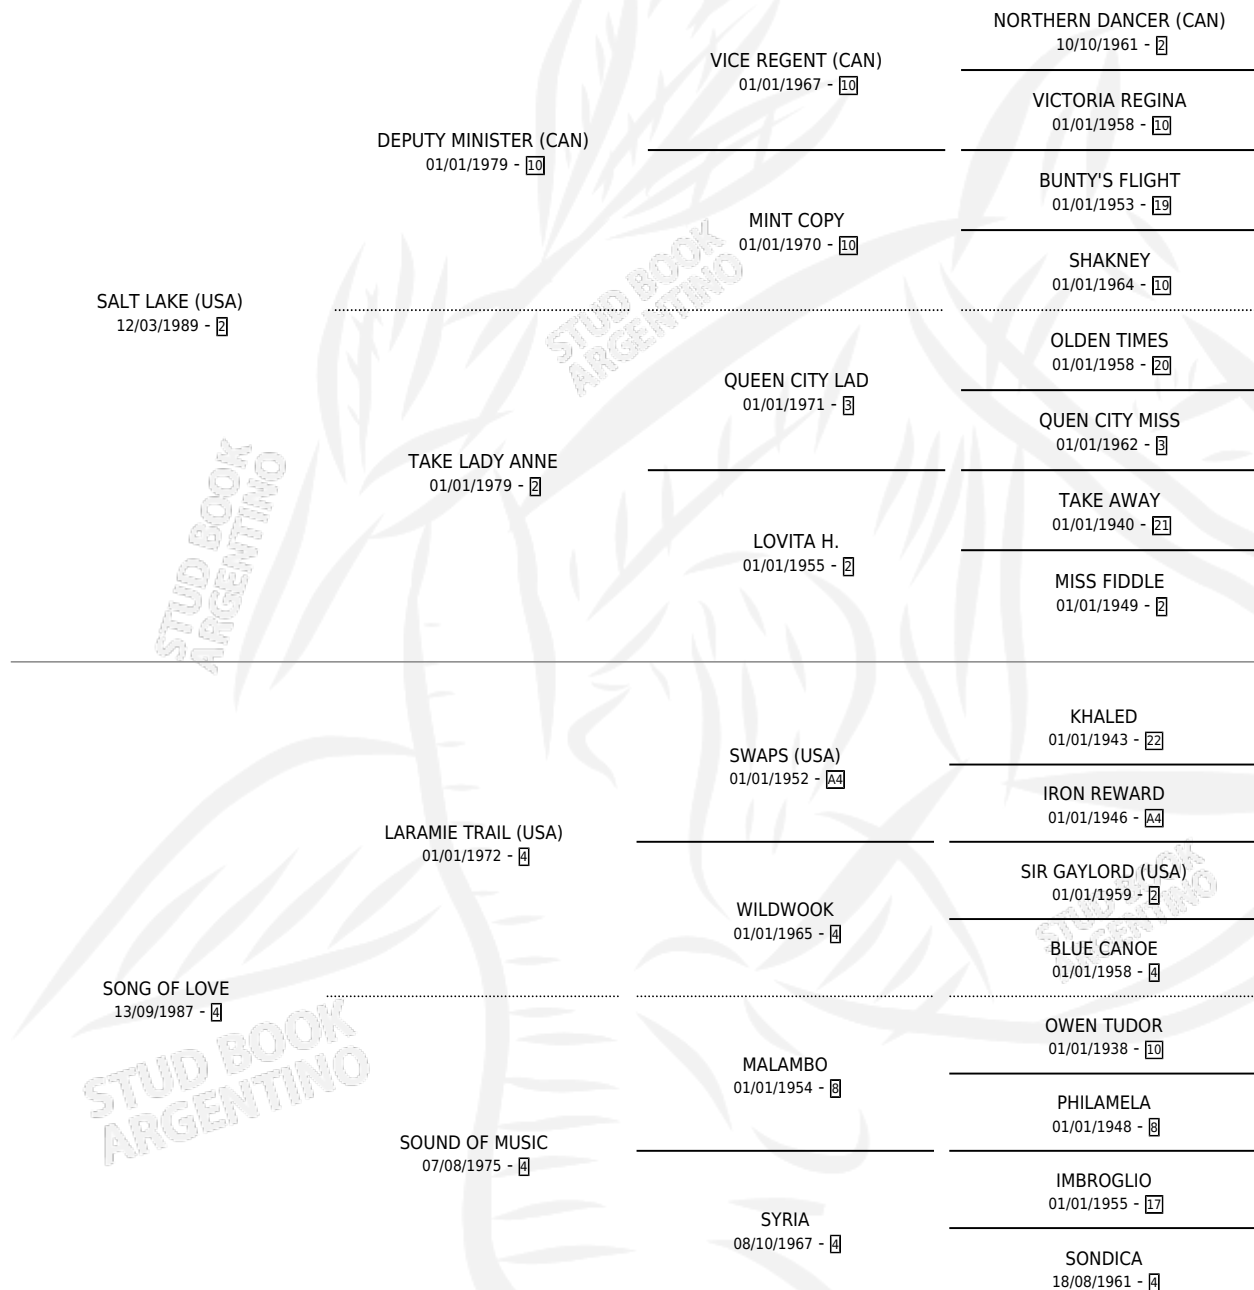 NORTHERN DANCER (CAN)
10/10/1961 - 2
VICE REGENT (CAN)
01/01/1967 - 10
VICTORIA REGINA
01/01/1958 - 10
DEPUTY MINISTER (CAN)
01/01/1979 - 10
BUNTY'S FLIGHT
01/01/1953 - 19
MINT COPY
01/01/1970 - 10
SHAKNEY
01/01/1964 - 10
SALT LAKE (USA)
12/03/1989 - 2
OLDEN TIMES
01/01/1958 - 20
QUEEN CITY LAD
01/01/1971 - 3
QUEN CITY MISS
01/01/1962 - 3
TAKE LADY ANNE
01/01/1979 - 2
TAKE AWAY
01/01/1940 - 21
LOVITA H.
01/01/1955 - 2
MISS FIDDLE
01/01/1949 - 2
STUD BOOK
ARGENTINO
STUD BOOK
ARGENTINO
KHALED
01/01/1943 - 22
SWAPS (USA)
01/01/1952 - A4
IRON REWARD
01/01/1946 - A4
LARAMIE TRAIL (USA)
01/01/1972 - 4
SIR GAYLORD (USA)
01/01/1959 - 2
WILDWOOK
01/01/1965 - 4
BLUE CANOE
01/01/1958 - 4
SONG OF LOVE
13/09/1987 - 4
OWEN TUDOR
01/01/1938 - 10
MALAMBO
01/01/1954 - 8
PHILAMELA
01/01/1948 - 8
SOUND OF MUSIC
07/08/1975 - 4
IMBROGLIO
01/01/1955 - 17
SYRIA
08/10/1967 - 4
SONDICA
18/08/1961 - 4
STUD BOOK
ARGENTINO
STUD BOOK
ARGENTINO